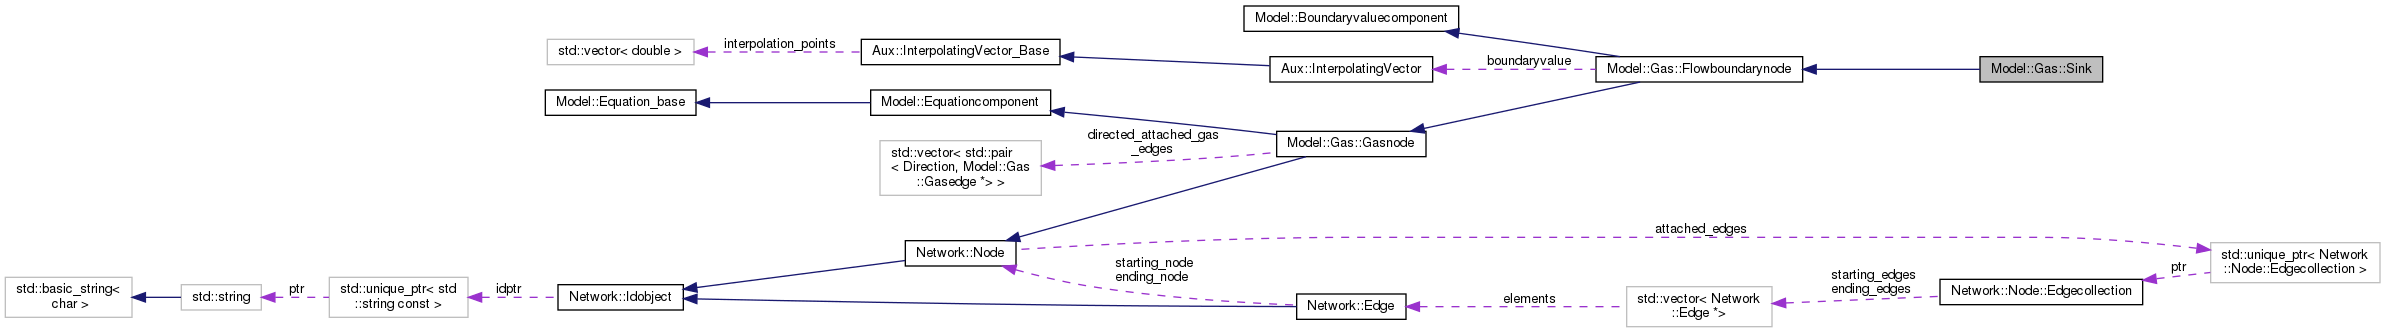 Model::Boundaryvaluecomponent
std::vector< double >
interpolation_points
Aux::InterpolatingVector_Base
Aux::InterpolatingVector
boundaryvalue
Model::Gas::Flowboundarynode
Model::Gas::Sink
Model::Equation_base
Model::Equationcomponent
directed_attached_gas
_edges
Model::Gas::Gasnode
std::vector< std::pair
< Direction, Model::Gas
::Gasedge *> >
attached_edges
Network::Node
starting_node
ending_node
std::unique_ptr< Network
::Node::Edgecollection >
ptr
std::basic_string<
char >
std::string
ptr
std::unique_ptr< std
::string const >
idptr
Network::Idobject
Network::Edge
elements
std::vector< Network
::Edge *>
starting_edges
ending_edges
Network::Node::Edgecollection